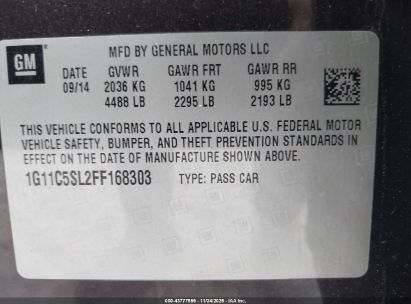 GM
MFD BY GENERAL MOTORS LLC
DATE GVWR GAWR FRT GAWR RR
09/14 2036 KG 1041 KG 995 KG
4488 LB 2295 LB 2193 LB
THIS VEHICLE CONFORMS TO ALL APPLICABLE U.S. FEDERAL MOTOR
VEHICLE SAFETY, BUMPER, AND THEFT PREVENTION STANDARDS IN
EFFECT ON THE DATE OF MANUFACTURE SHOWN ABOVE.
1G11C5SL2FF168303 TYPE: PASS CAR